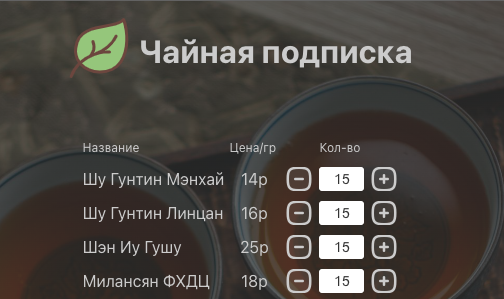 Чайная подписка
Название Цена/гр Кол-во
Шу Гунтин Мэнхай 14р − 15 +
Шу Гунтин Линцан 16р − 15 +
Шэн Иу Гушу 25р − 15 +
Милансян ФХДЦ 18р − 15 +